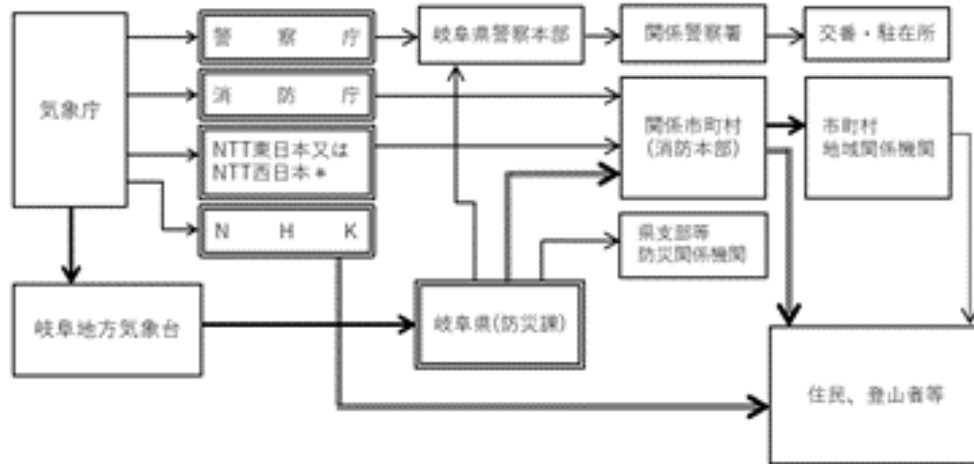 警察庁
岐阜県警察本部
関係警察署
交番・駐在所
気象庁
消防庁
関係市町村
(消防本部)
市町村
地域関係機関
NTT東日本又は
NTT西日本*
NHK
県支部等
防災関係機関
岐阜地方気象台
岐阜県(防災課)
住民、登山者等